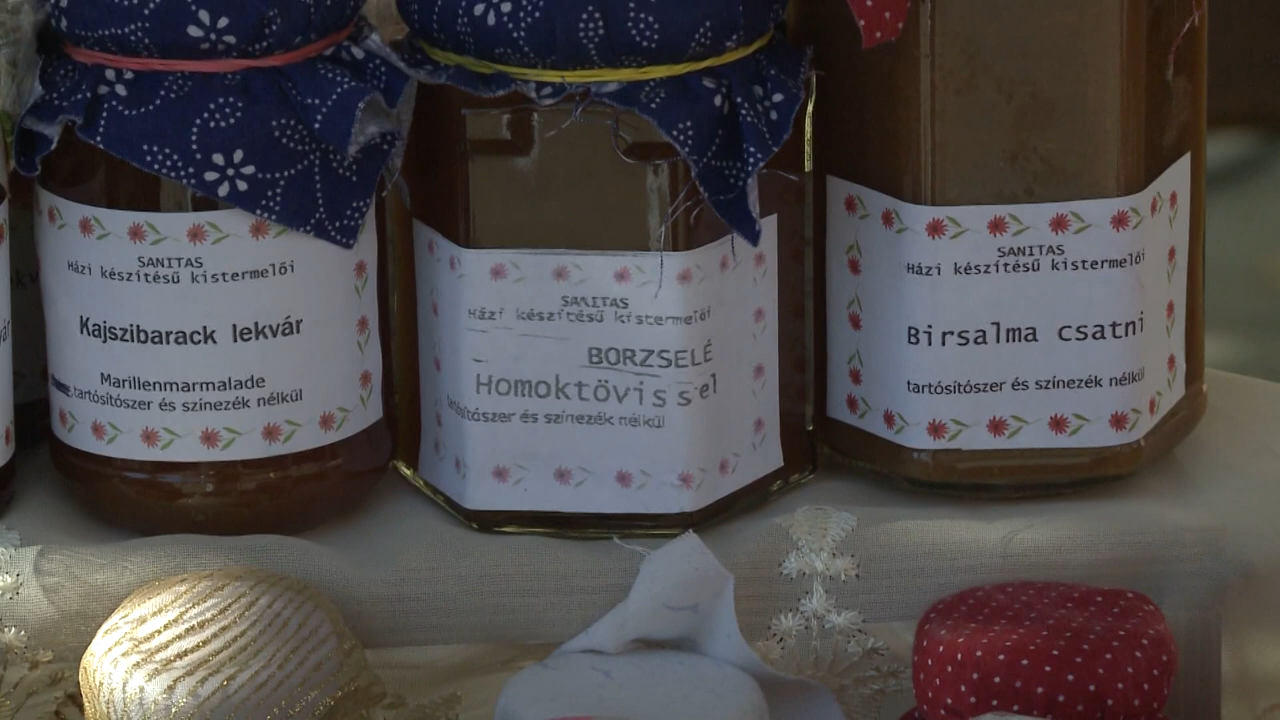 SANITAS
Házi készítésű kistermelői
Kajszibarack lekvár
Marillenmarmalade
tartósítószer és színezék nélkül
SANITAS
Házi készítésű kistermelői
BORZSELÉ
Homoktövissel
tartósítószer és színezék nélkül
SANITAS
Házi készítésű kistermelői
Birsalma csatni
tartósítószer és színezék nélkül